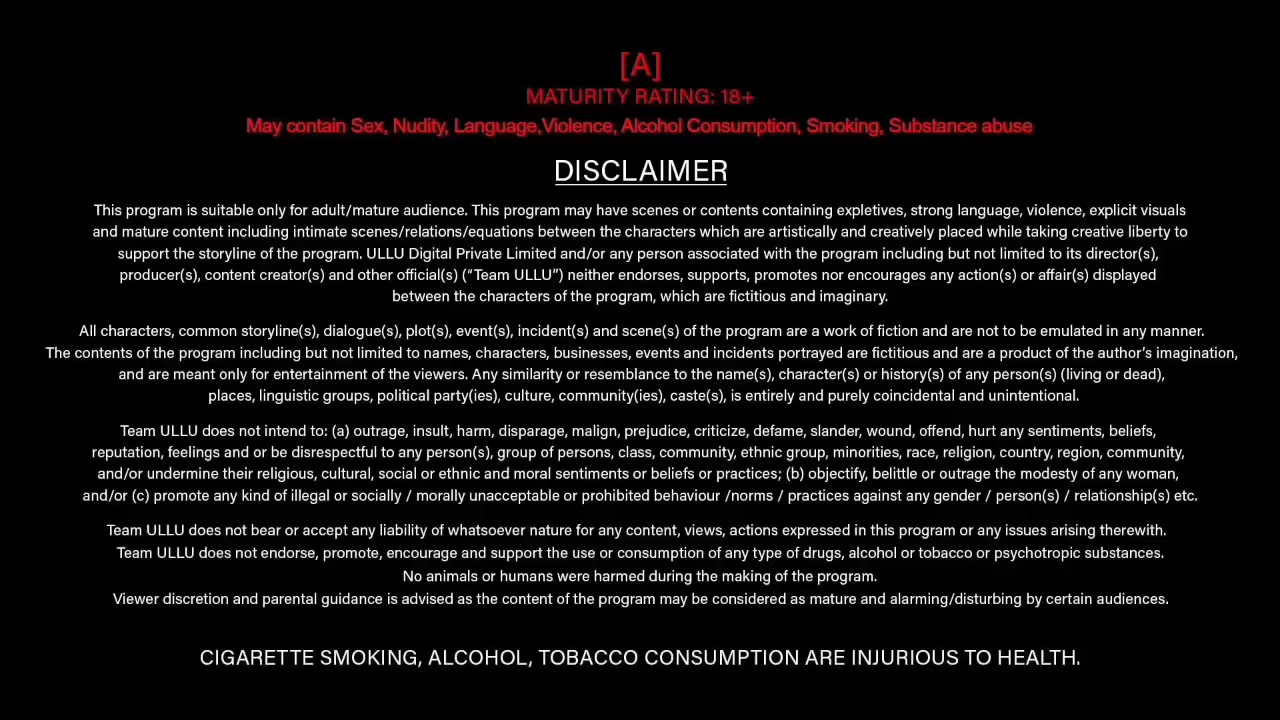 [A]
MATURITY RATING: 18+
May contain Sex, Nudity, Language,Violence, Alcohol Consumption, Smoking, Substance abuse
DISCLAIMER
This program is suitable only for adult/mature audience. This program may have scenes or contents containing expletives, strong language, violence, explicit visuals
and mature content including intimate scenes/relations/equations between the characters which are artistically and creatively placed while taking creative liberty to
support the storyline of the program. ULLU Digital Private Limited and/or any person associated with the program including but not limited to its director(s),
producer(s), content creator(s) and other official(s) (“Team ULLU”) neither endorses, supports, promotes nor encourages any action(s) or affair(s) displayed
between the characters of the program, which are fictitious and imaginary.
All characters, common storyline(s), dialogue(s), plot(s), event(s), incident(s) and scene(s) of the program are a work of fiction and are not to be emulated in any manner.
The contents of the program including but not limited to names, characters, businesses, events and incidents portrayed are fictitious and are a product of the author’s imagination,
and are meant only for entertainment of the viewers. Any similarity or resemblance to the name(s), character(s) or history(s) of any person(s) (living or dead),
places, linguistic groups, political party(ies), culture, community(ies), caste(s), is entirely and purely coincidental and unintentional.
Team ULLU does not intend to: (a) outrage, insult, harm, disparage, malign, prejudice, criticize, defame, slander, wound, offend, hurt any sentiments, beliefs,
reputation, feelings and or be disrespectful to any person(s), group of persons, class, community, ethnic group, minorities, race, religion, country, region, community,
and/or undermine their religious, cultural, social or ethnic and moral sentiments or beliefs or practices; (b) objectify, belittle or outrage the modesty of any woman,
and/or (c) promote any kind of illegal or socially / morally unacceptable or prohibited behaviour /norms / practices against any gender / person(s) / relationship(s) etc.
Team ULLU does not bear or accept any liability of whatsoever nature for any content, views, actions expressed in this program or any issues arising therewith.
Team ULLU does not endorse, promote, encourage and support the use or consumption of any type of drugs, alcohol or tobacco or psychotropic substances.
No animals or humans were harmed during the making of the program.
Viewer discretion and parental guidance is advised as the content of the program may be considered as mature and alarming/disturbing by certain audiences.
CIGARETTE SMOKING, ALCOHOL, TOBACCO CONSUMPTION ARE INJURIOUS TO HEALTH.